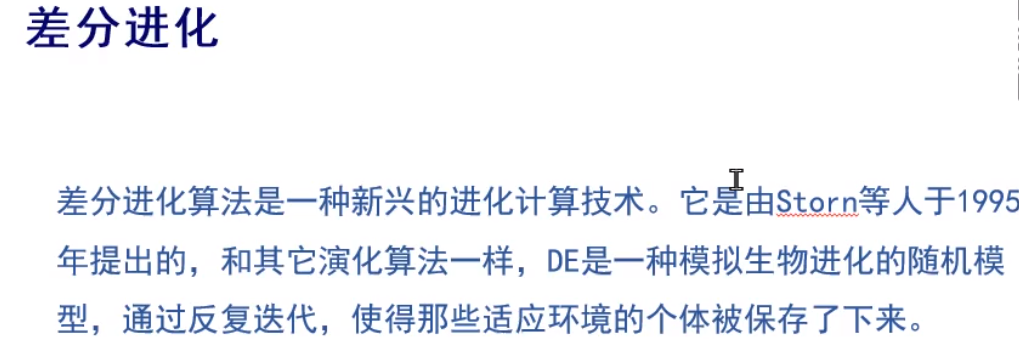 差分进化
差分进化算法是一种新兴的进化计算技术。它是由Storn等人于1995
年提出的，和其它演化算法一样，DE是一种模拟生物进化的随机模
型，通过反复迭代，使得那些适应环境的个体被保存了下来。